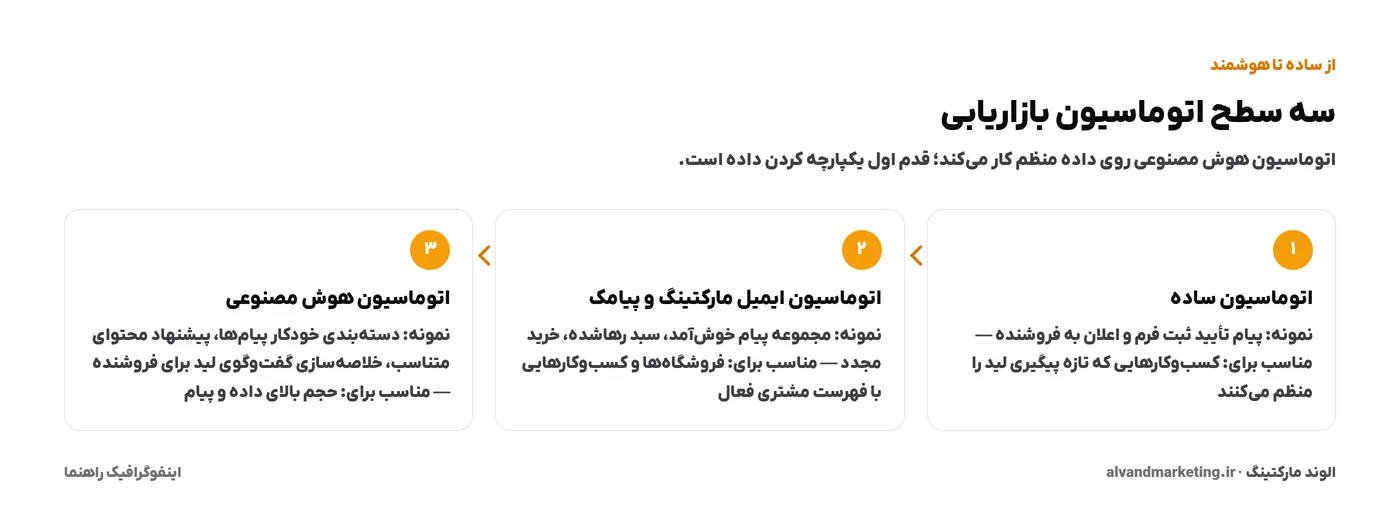 از ساده تا هوشمند
سه سطح اتوماسیون بازاریابی
اتوماسیون هوش مصنوعی روی داده منظم کار می‌کند؛ قدم اول یکپارچه کردن داده است.
۱
اتوماسیون ساده
نمونه: پیام تأیید ثبت فرم و اعلان به فروشنده —
مناسب برای: کسب‌وکارهایی که تازه پیگیری لید را
منظم می‌کنند
۲
اتوماسیون ایمیل مارکتینگ و پیامک
نمونه: مجموعه پیام خوش‌آمد، سبد رهاشده، خرید
مجدد — مناسب برای: فروشگاه‌ها و کسب‌وکارهایی
با فهرست مشتری فعال
۳
اتوماسیون هوش مصنوعی
نمونه: دسته‌بندی خودکار پیام‌ها، پیشنهاد محتوای
متناسب، خلاصه‌سازی گفت‌وگوی لید برای فروشنده
— مناسب برای: حجم بالای داده و پیام
الوند مارکتینگ · alvandmarketing.ir
اینفوگرافیک راهنما